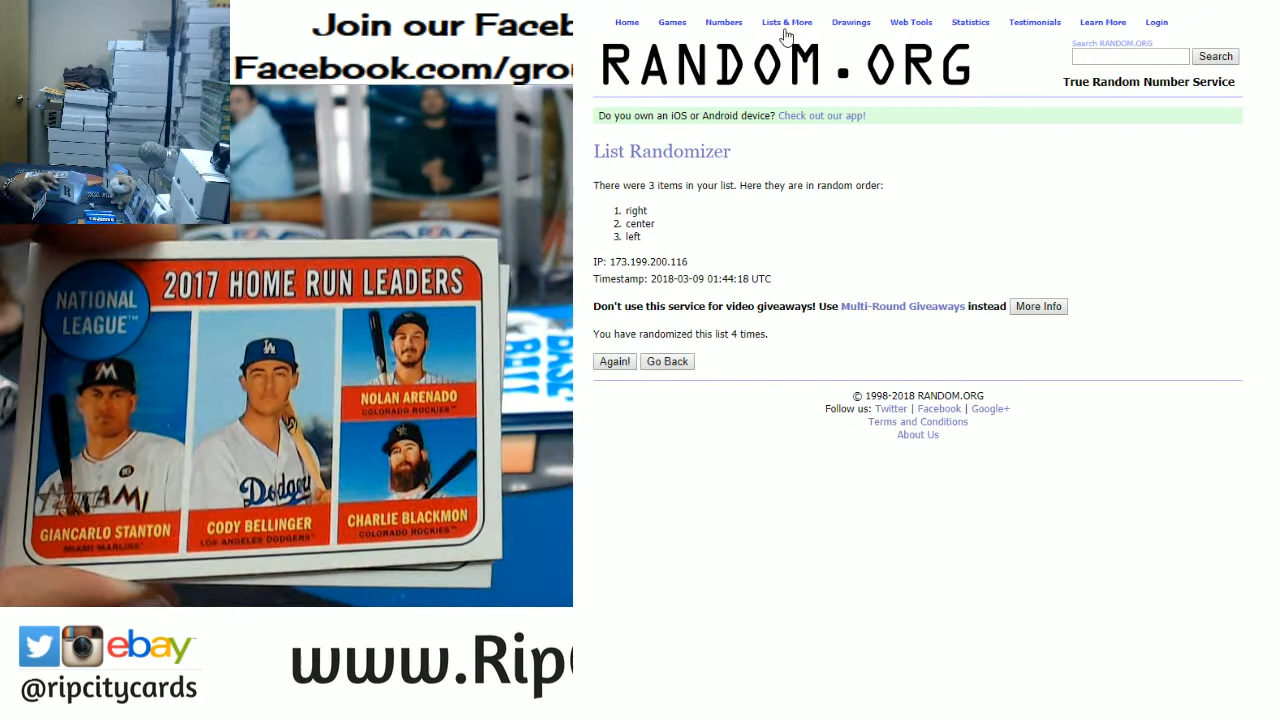 Join our Faceb
Facebook.com/grou
NATIONAL
LEAGUE™
2017 HOME RUN LEADERS
NOLAN ARENADO
COLORADO ROCKIES™
GIANCARLO STANTON
MIAMI MARLINS™
CODY BELLINGER
LOS ANGELES DODGERS™
CHARLIE BLACKMON
COLORADO ROCKIES™
Dodgers
ebay
@ripcitycards
www.Rip
Home Games Numbers Lists & More Drawings Web Tools Statistics Testimonials Learn More Login
RANDOM.ORG
Search RANDOM.ORG
Search
True Random Number Service
Do you own an iOS or Android device? Check out our app!
List Randomizer
There were 3 items in your list. Here they are in random order:
1. right
2. center
3. left
IP: 173.199.200.116
Timestamp: 2018-03-09 01:44:18 UTC
Don't use this service for video giveaways! Use Multi-Round Giveaways instead More Info
You have randomized this list 4 times.
Again! Go Back
© 1998-2018 RANDOM.ORG
Follow us: Twitter | Facebook | Google+
Terms and Conditions
About Us